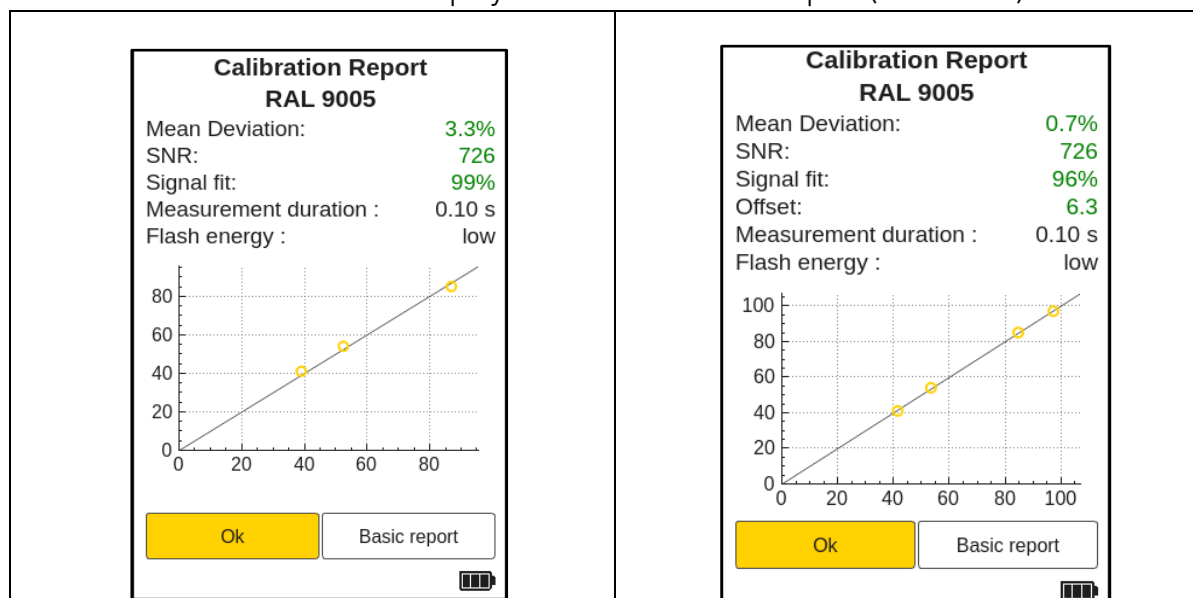 Calibration Report
RAL 9005
Mean Deviation: 3.3%
SNR: 726
Signal fit: 99%
Measurement duration : 0.10 s
Flash energy : low
80
60
40
20
0
0 20 40 60 80
Ok Basic report
Calibration Report
RAL 9005
Mean Deviation: 0.7%
SNR: 726
Signal fit: 96%
Offset: 6.3
Measurement duration : 0.10 s
Flash energy : low
100
80
60
40
20
0
0 20 40 60 80 100
Ok Basic report